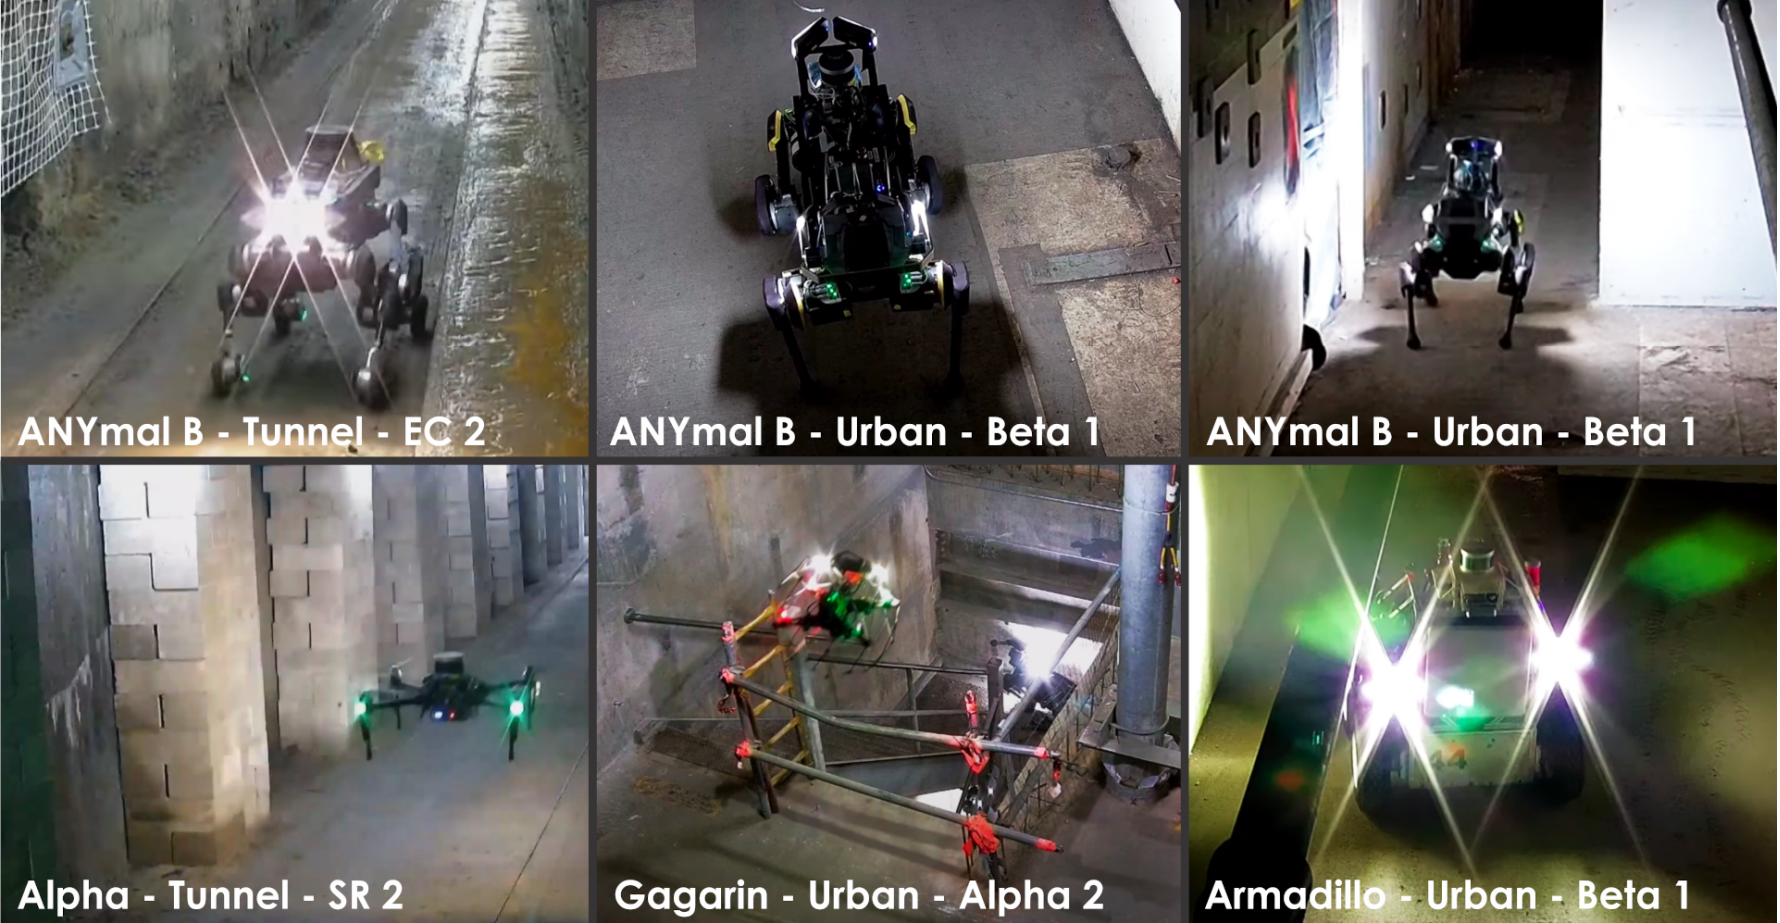 ANYmal B - Tunnel - EC 2
ANYmal B - Urban - Beta 1
ANYmal B - Urban - Beta 1
Alpha - Tunnel - SR 2
Gagarin - Urban - Alpha 2
Armadillo - Urban - Beta 1